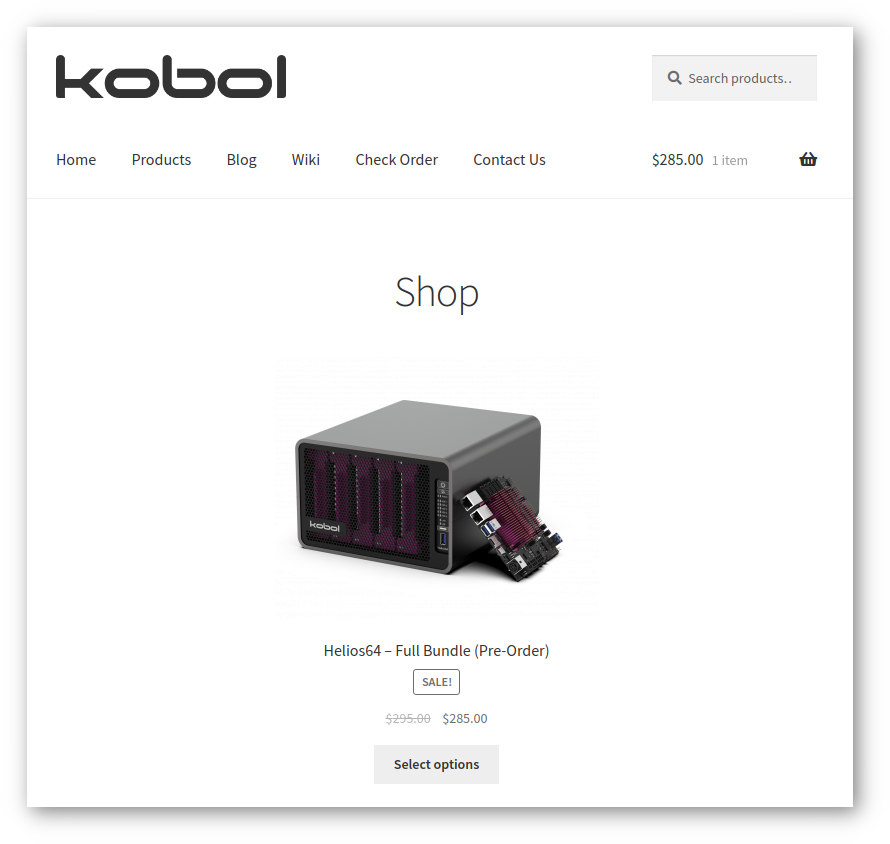 kobol
Search products..
Home Products Blog Wiki Check Order Contact Us $285.00 1 item
Shop
kobol
Helios64 – Full Bundle (Pre-Order)
SALE!
$295.00 $285.00
Select options